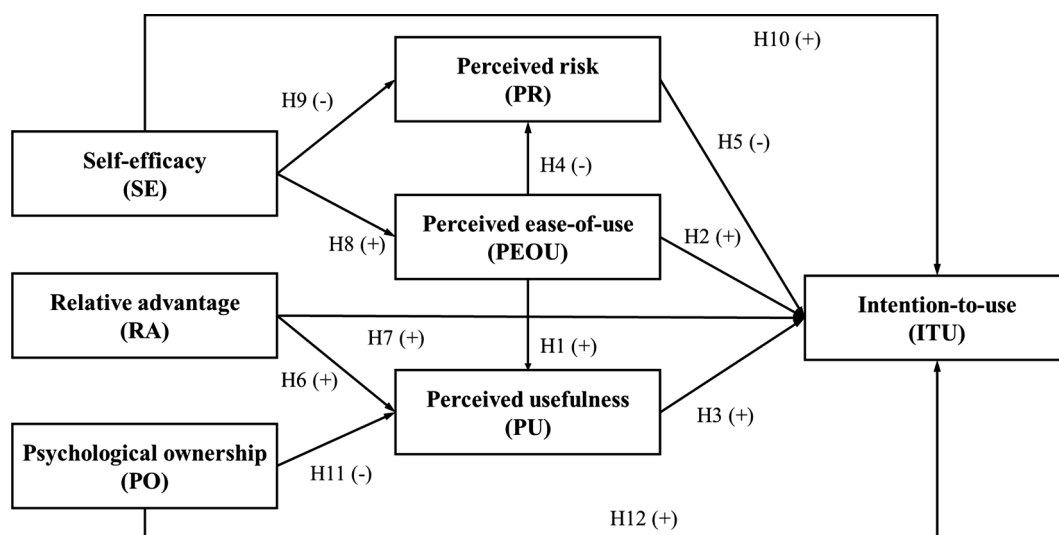 H10 (+)
Perceived risk
(PR)
H9 (-)
H5 (-)
Self-efficacy
(SE)
H4 (-)
H8 (+)
Perceived ease-of-use
(PEOU)
H2 (+)
Relative advantage
(RA)
Intention-to-use
(ITU)
H7 (+)
H1 (+)
H6 (+)
Perceived usefulness
(PU)
H3 (+)
Psychological ownership
(PO)
H11 (-)
H12 (+)